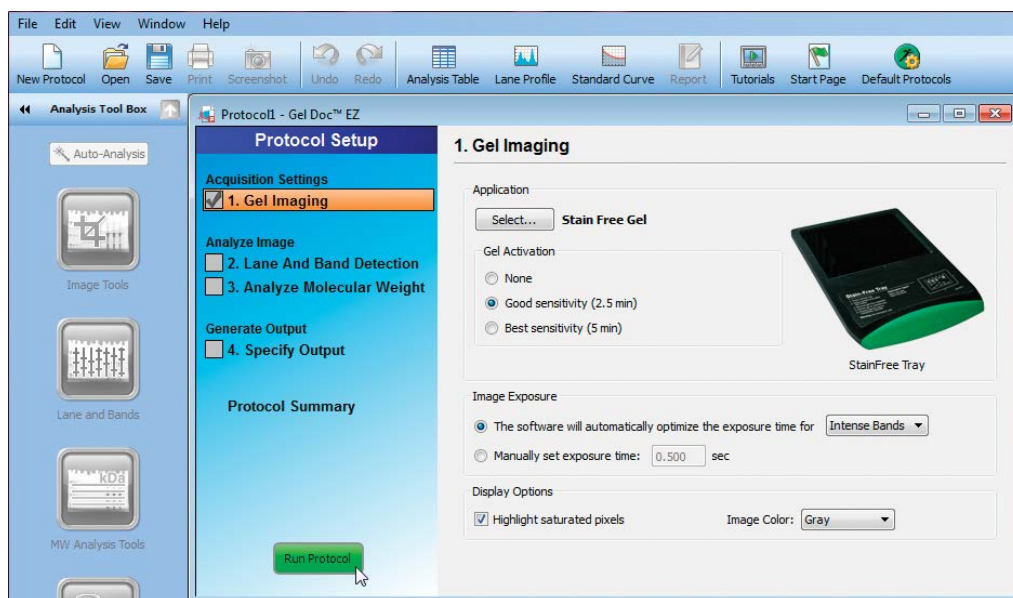 File Edit View Window Help
New Protocol Open Save Print Screenshot Undo Redo Analysis Table Lane Profile Standard Curve Report Tutorials Start Page Default Protocols
Analysis Tool Box
Auto-Analysis
Image Tools
Lane and Bands
kDa
MW Analysis Tools
Protocol1 - Gel Doc™ EZ
Protocol Setup
Acquisition Settings
1. Gel Imaging
Analyze Image
2. Lane And Band Detection
3. Analyze Molecular Weight
Generate Output
4. Specify Output
Protocol Summary
Run Protocol
1. Gel Imaging
Application
Select... Stain Free Gel
Gel Activation
None
Good sensitivity (2.5 min)
Best sensitivity (5 min)
Stain-Free Tray
StainFree Tray
Image Exposure
The software will automatically optimize the exposure time for Intense Bands
Manually set exposure time: 0.500 sec
Display Options
Highlight saturated pixels Image Color: Gray